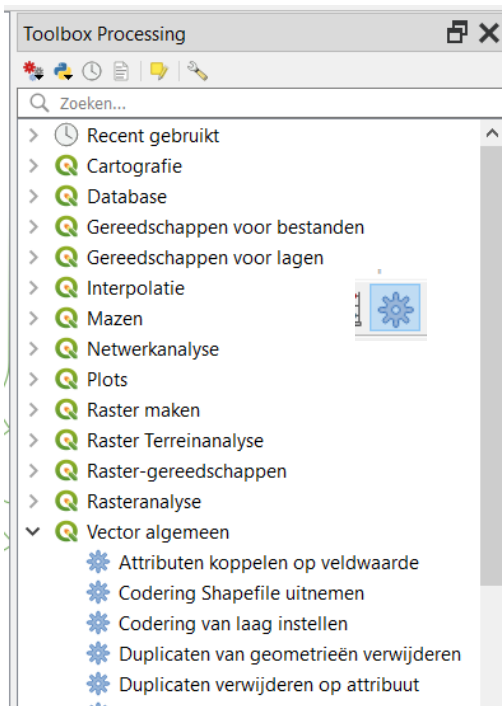 Toolbox Processing
Zoeken...
Recent gebruikt
Cartografie
Database
Gereedschappen voor bestanden
Gereedschappen voor lagen
Interpolatie
Mazen
Netwerkanalyse
Plots
Raster maken
Raster Terreinanalyse
Raster-gereedschappen
Rasteranalyse
Vector algemeen
Attributen koppelen op veldwaarde
Codering Shapefile uitnemen
Codering van laag instellen
Duplicaten van geometrieën verwijderen
Duplicaten verwijderen op attribuut